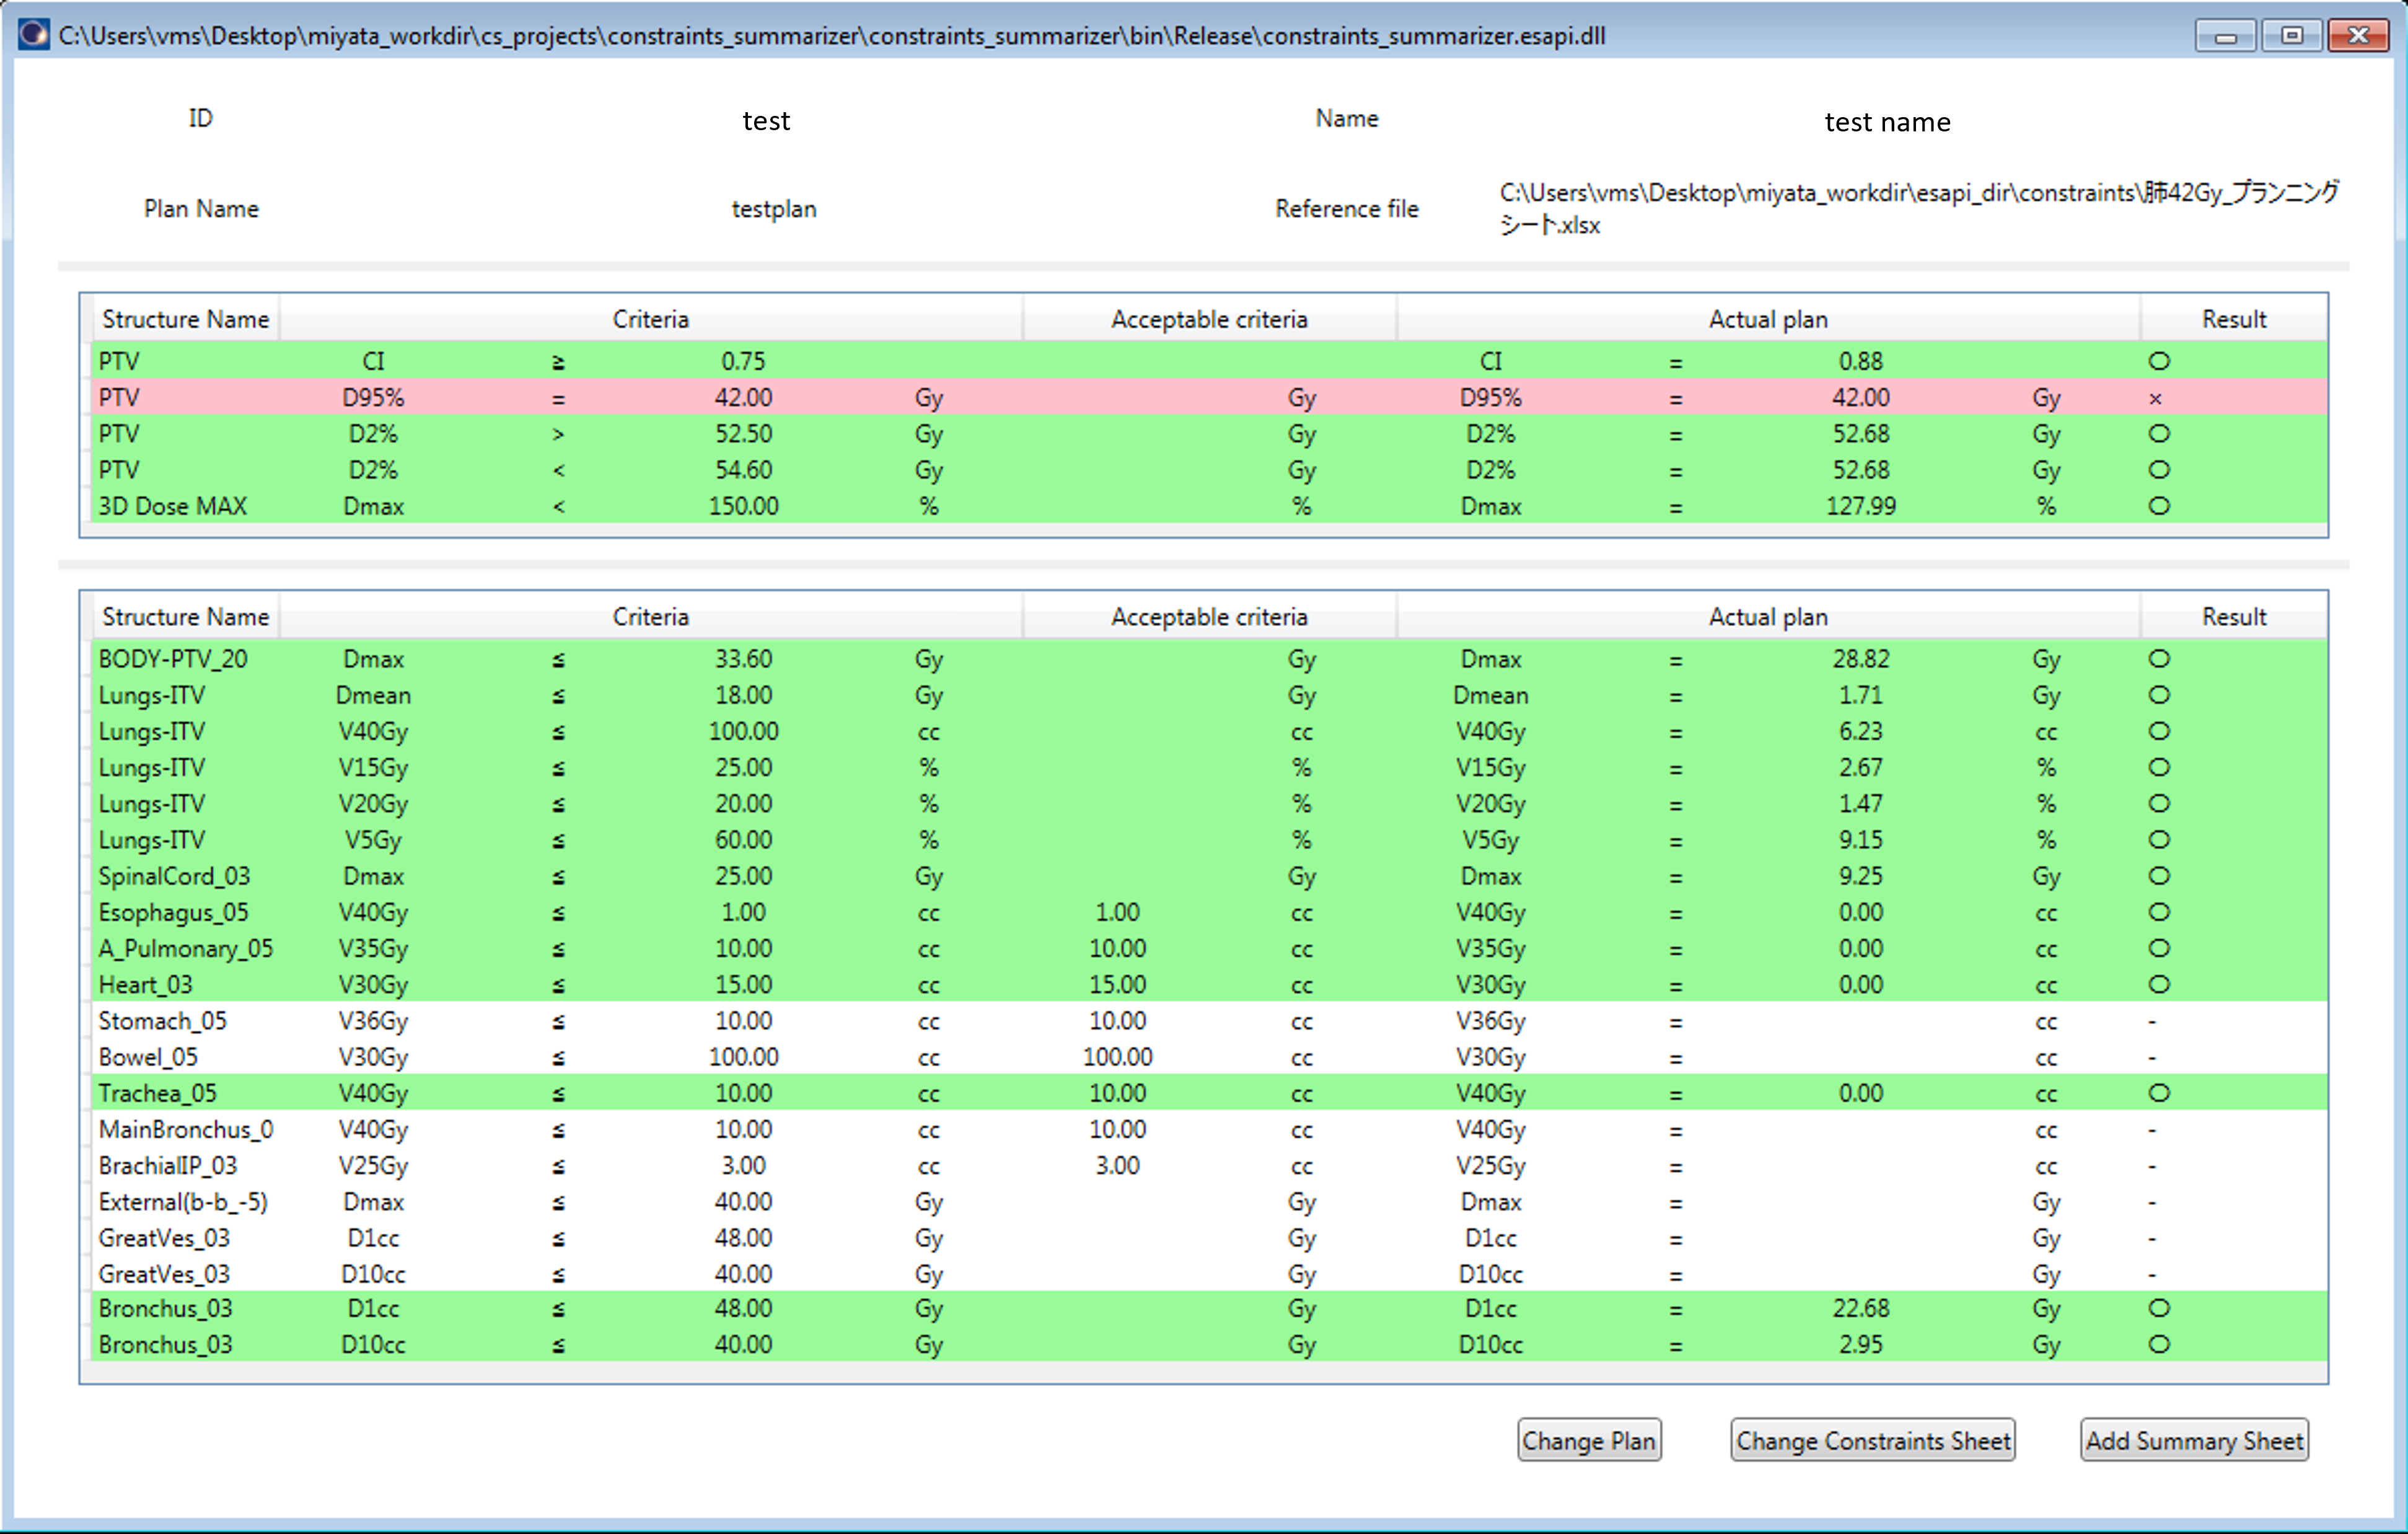 C:\Users\vms\Desktop\miyata_workdir\cs_projects\constraints_summarizer\constraints_summarizer\bin\Release\constraints_summarizer.esapi.dll
ID test Name test name
Plan Name testplan Reference file C:\Users\vms\Desktop\miyata_workdir\esapi_dir\constraints\肺42Gy_プランニング
シート.xlsx
Structure Name Criteria Acceptable criteria Actual plan Result
PTV CI ≥ 0.75 CI = 0.88 ○
PTV D95% = 42.00 Gy Gy D95% = 42.00 Gy ×
PTV D2% > 52.50 Gy Gy D2% = 52.68 Gy ○
PTV D2% < 54.60 Gy Gy D2% = 52.68 Gy ○
3D Dose MAX Dmax < 150.00 % % Dmax = 127.99 % ○
Structure Name Criteria Acceptable criteria Actual plan Result
BODY-PTV_20 Dmax ≤ 33.60 Gy Gy Dmax = 28.82 Gy ○
Lungs-ITV Dmean ≤ 18.00 Gy Gy Dmean = 1.71 Gy ○
Lungs-ITV V40Gy ≤ 100.00 cc cc V40Gy = 6.23 cc ○
Lungs-ITV V15Gy ≤ 25.00 % % V15Gy = 2.67 % ○
Lungs-ITV V20Gy ≤ 20.00 % % V20Gy = 1.47 % ○
Lungs-ITV V5Gy ≤ 60.00 % % V5Gy = 9.15 % ○
SpinalCord_03 Dmax ≤ 25.00 Gy Gy Dmax = 9.25 Gy ○
Esophagus_05 V40Gy ≤ 1.00 cc 1.00 cc V40Gy = 0.00 cc ○
A_Pulmonary_05 V35Gy ≤ 10.00 cc 10.00 cc V35Gy = 0.00 cc ○
Heart_03 V30Gy ≤ 15.00 cc 15.00 cc V30Gy = 0.00 cc ○
Stomach_05 V36Gy ≤ 10.00 cc 10.00 cc V36Gy = cc -
Bowel_05 V30Gy ≤ 100.00 cc 100.00 cc V30Gy = cc -
Trachea_05 V40Gy ≤ 10.00 cc 10.00 cc V40Gy = 0.00 cc ○
MainBronchus_0 V40Gy ≤ 10.00 cc 10.00 cc V40Gy = cc -
BrachialIP_03 V25Gy ≤ 3.00 cc 3.00 cc V25Gy = cc -
External(b-b_-5) Dmax ≤ 40.00 Gy Gy Dmax = Gy -
GreatVes_03 D1cc ≤ 48.00 Gy Gy D1cc = Gy -
GreatVes_03 D10cc ≤ 40.00 Gy Gy D10cc = Gy -
Bronchus_03 D1cc ≤ 48.00 Gy Gy D1cc = 22.68 Gy ○
Bronchus_03 D10cc ≤ 40.00 Gy Gy D10cc = 2.95 Gy ○
Change Plan Change Constraints Sheet Add Summary Sheet